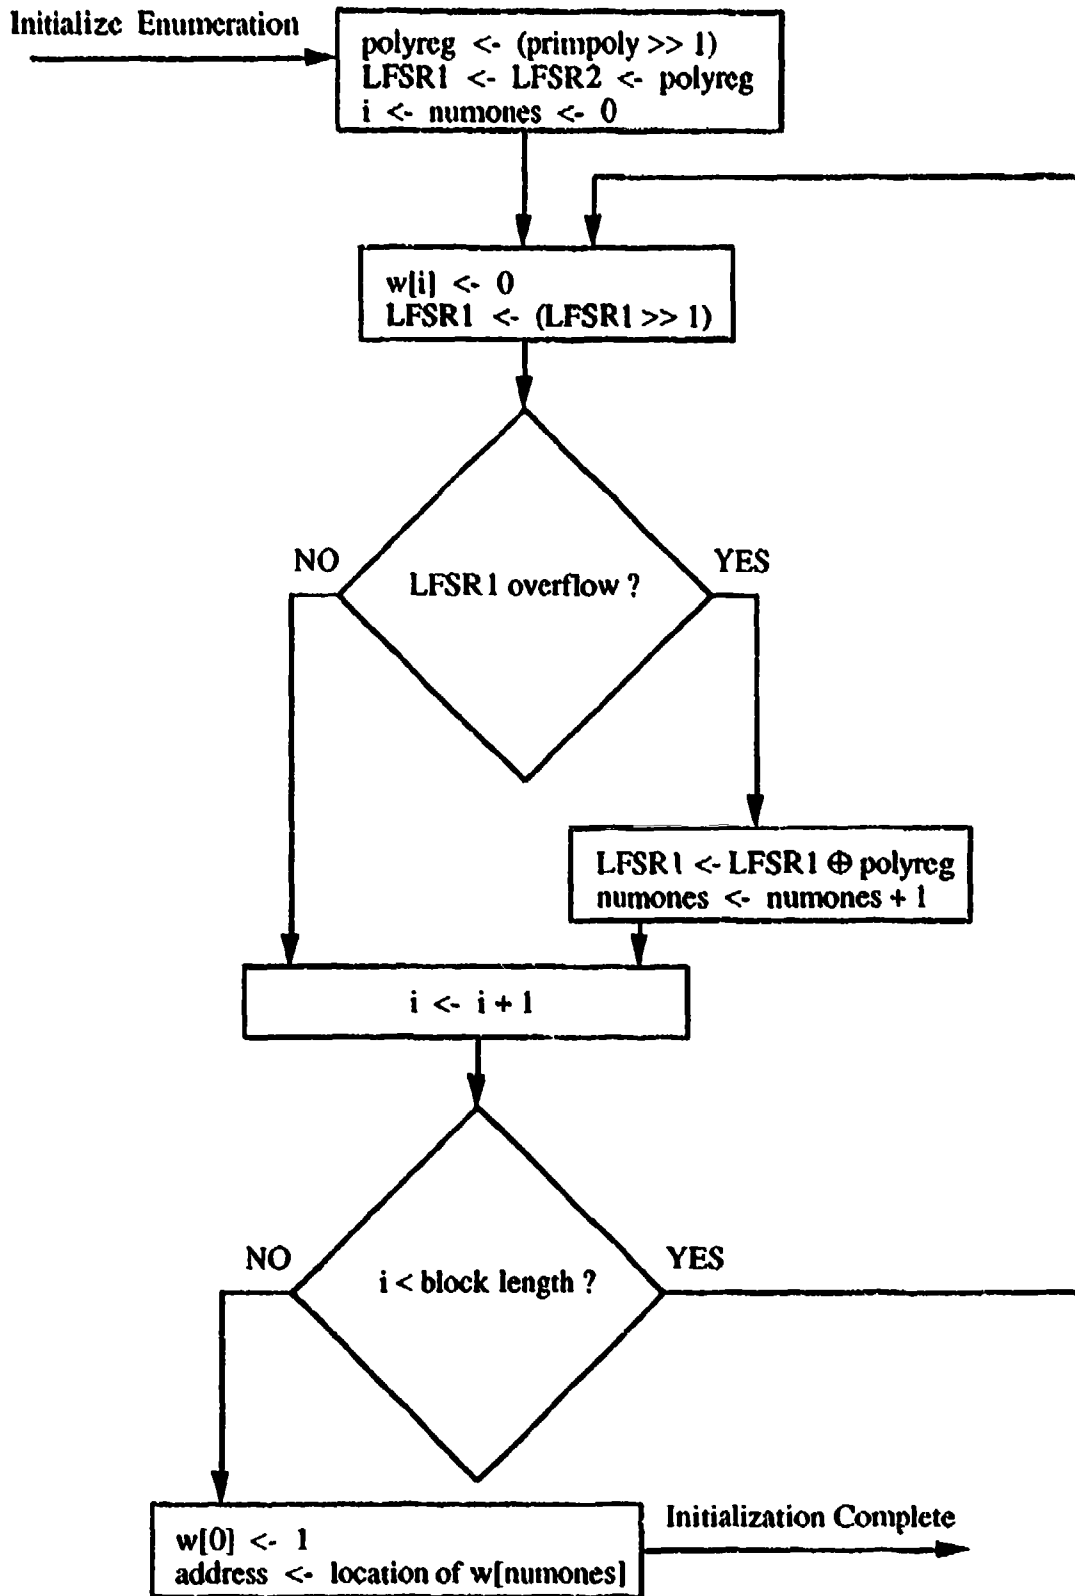 Initialize Enumeration
polyreg <- (primpoly >> 1)
LFSR1 <- LFSR2 <- polyreg
i <- numones <- 0
w[i] <- 0
LFSR1 <- (LFSR1 >> 1)
NO
YES
LFSR1 overflow ?
LFSR1 <- LFSR1 ⊕ polyreg
numones <- numones + 1
i <- i + 1
NO
YES
i < block length ?
w[0] <- 1
address <- location of w[numones]
Initialization Complete